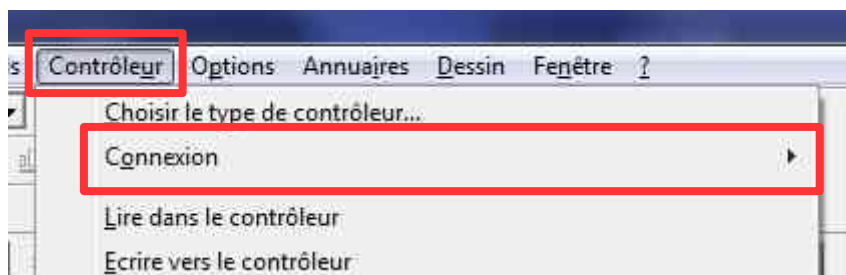 s Contrôleur Options Annuaires Dessin Fenêtre ?
Choisir le type de contrôleur...
Connexion
Lire dans le contrôleur
Ecrire vers le contrôleur